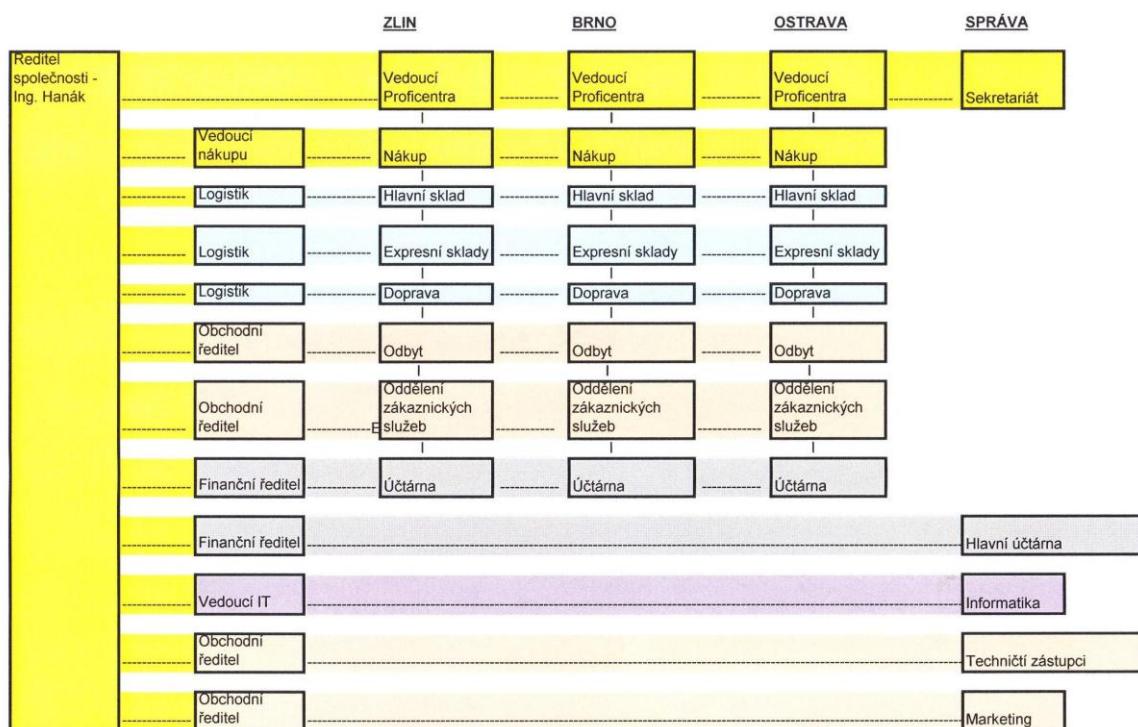 ZLIN BRNO OSTRAVA SPRÁVA
Reditel
společnosti -
Ing. Hanák
Vedoucí
Proficentra
Vedoucí
Proficentra
Vedoucí
Proficentra
Sekretariát
Vedoucí
nákupu
Nákup
Nákup
Nákup
Logistik
Hlavní sklad
Hlavní sklad
Hlavní sklad
Logistik
Expresní sklady
Expresní sklady
Expresní sklady
Logistik
Doprava
Doprava
Doprava
Obchodní
ředitel
Odbyt
Odbyt
Odbyt
Obchodní
ředitel
E
Oddělení
zákaznických
služeb
Oddělení
zákaznických
služeb
Oddělení
zákaznických
služeb
Finanční ředitel
Účtárna
Účtárna
Účtárna
Finanční ředitel
Hlavní účtárna
Vedoucí IT
Informatika
Obchodní
ředitel
Techničtí zástupci
Obchodní
ředitel
Marketing